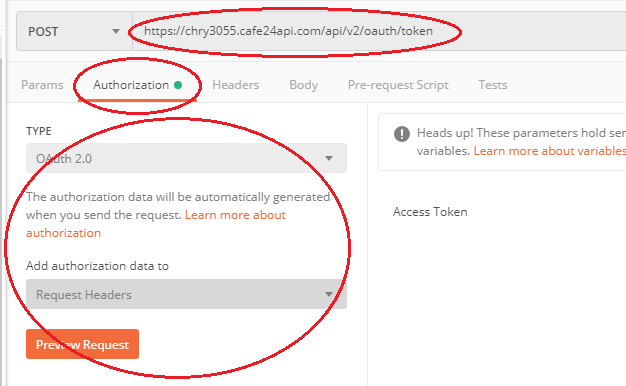 POST
https://chry3055.cafe24api.com/api/v2/oauth/token
Params
Authorization
Headers
Body
Pre-request Script
Tests
TYPE
OAuth 2.0
The authorization data will be automatically generated
when you send the request. Learn more about
authorization
Add authorization data to
Request Headers
Preview Request
Heads up! These parameters hold
variables. Learn more about variables
Access Token